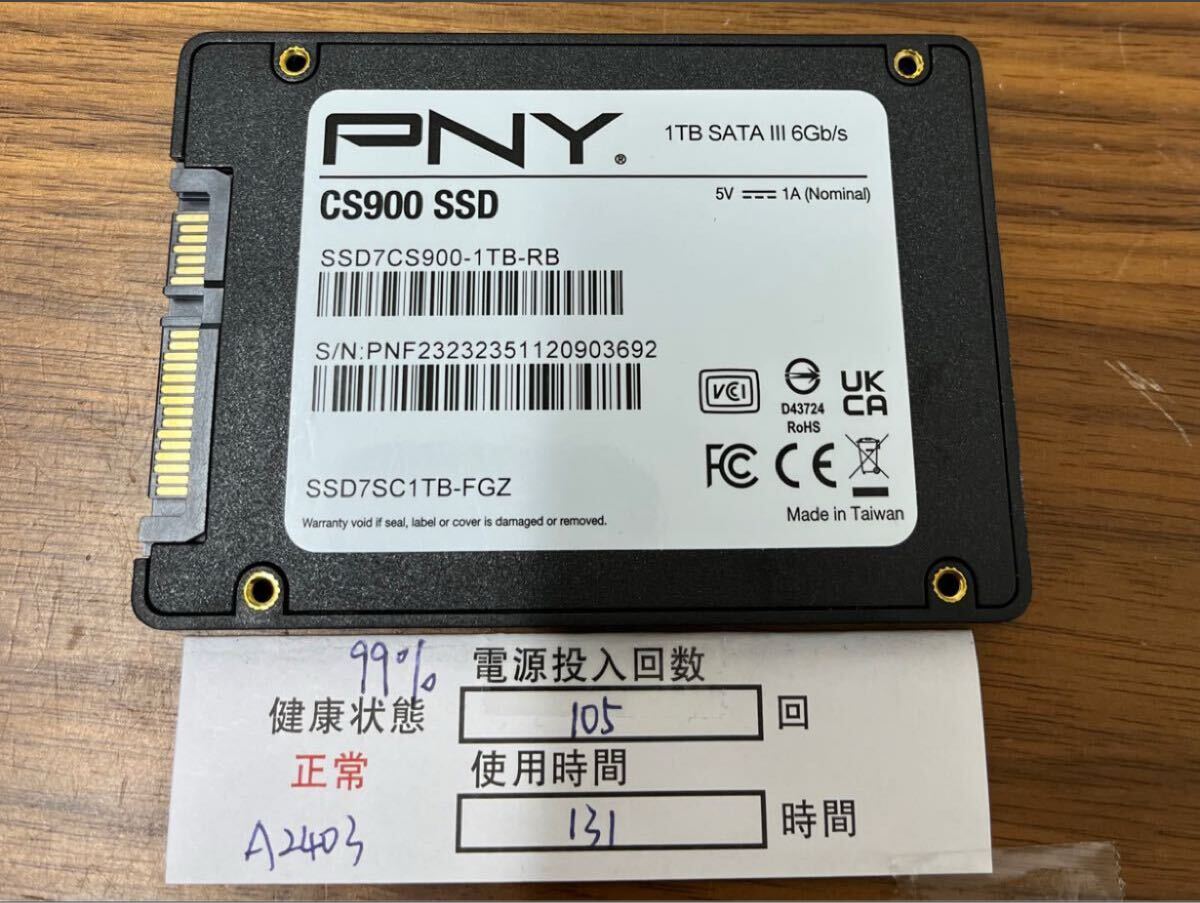 PNY®
1TB SATA III 6Gb/s
CS900 SSD
5V 1A (Nominal)
SSD7CS900-1TB-RB
S/N:PNF23232351120903692
VCI
D43724
RoHS
UK
CA
FC CE
SSD7SC1TB-FGZ
Warranty void if seal, label or cover is damaged or removed.
Made in Taiwan
99%
電源投入回数
健康状態 105 回
正常 使用時間
A2403 131 時間